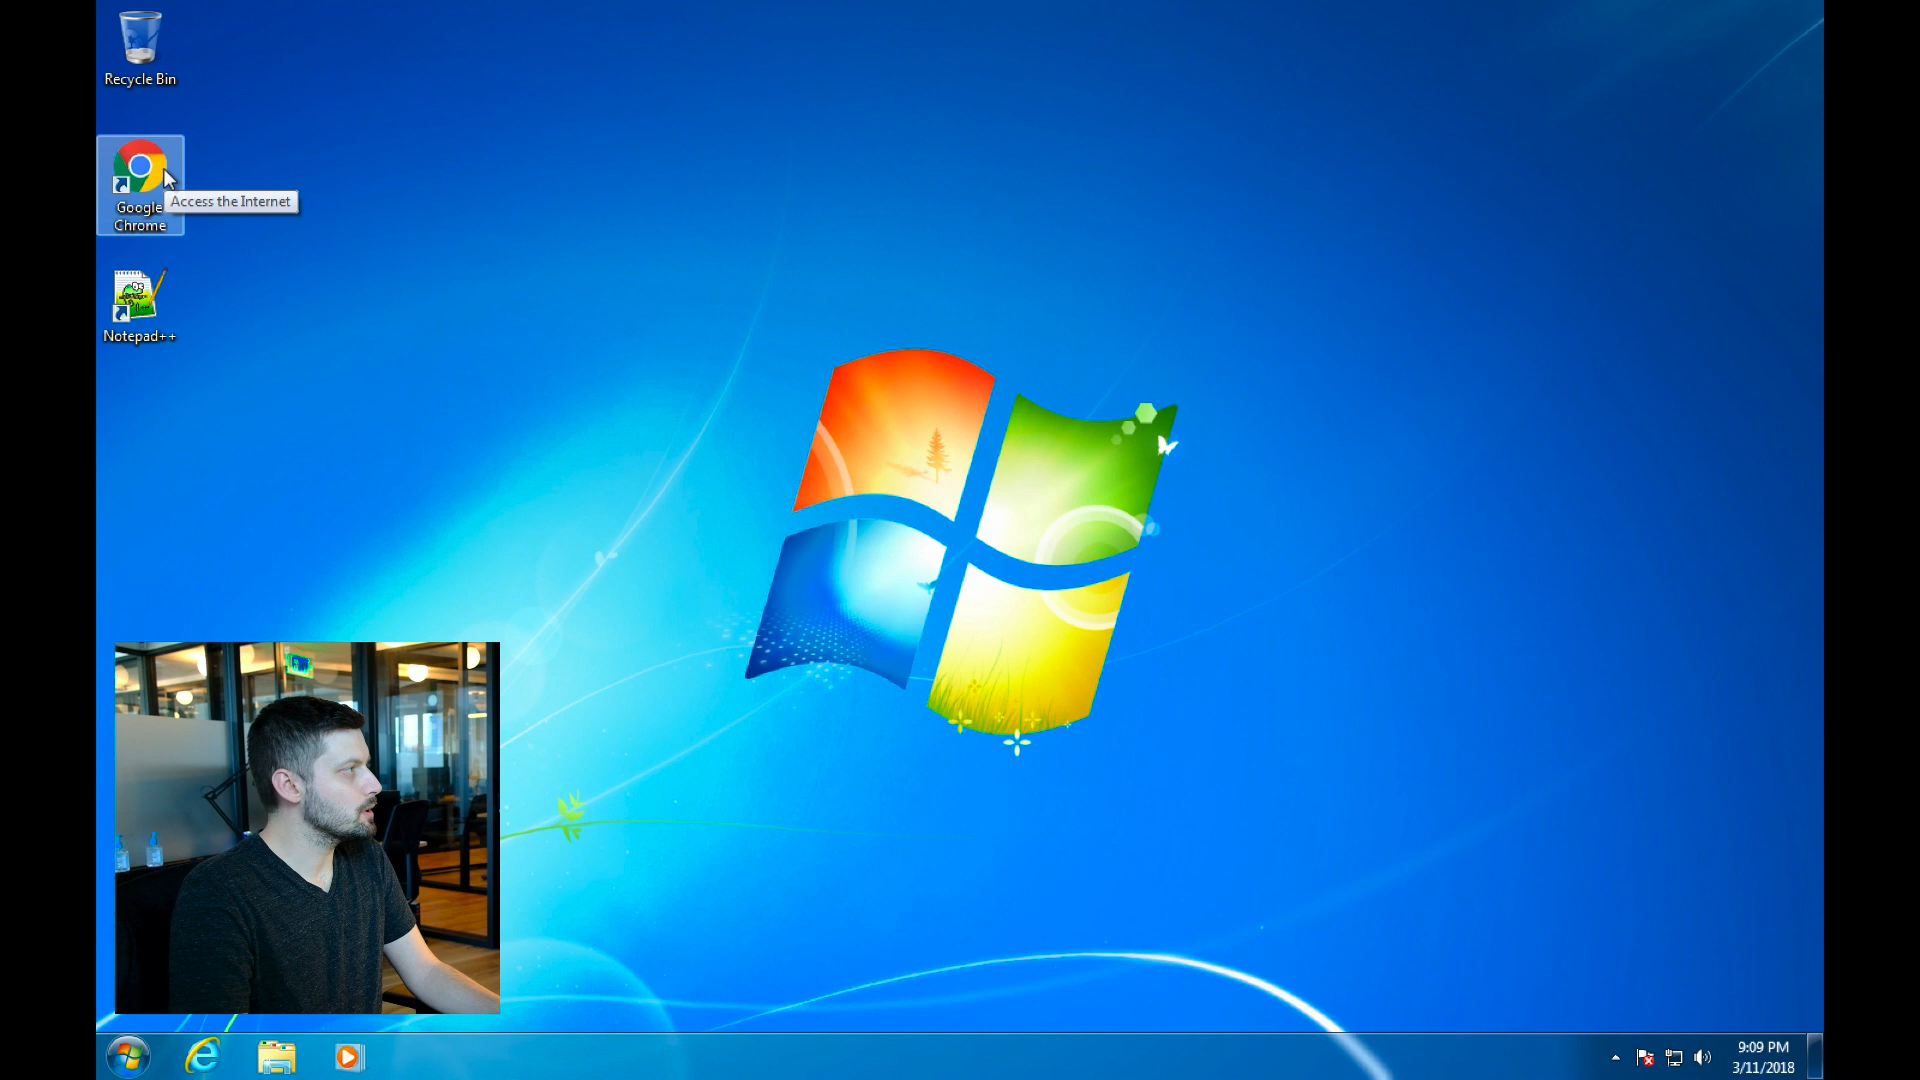 Recycle Bin
Google
Chrome
Access the Internet
Notepad++
9:09 PM
3/11/2018